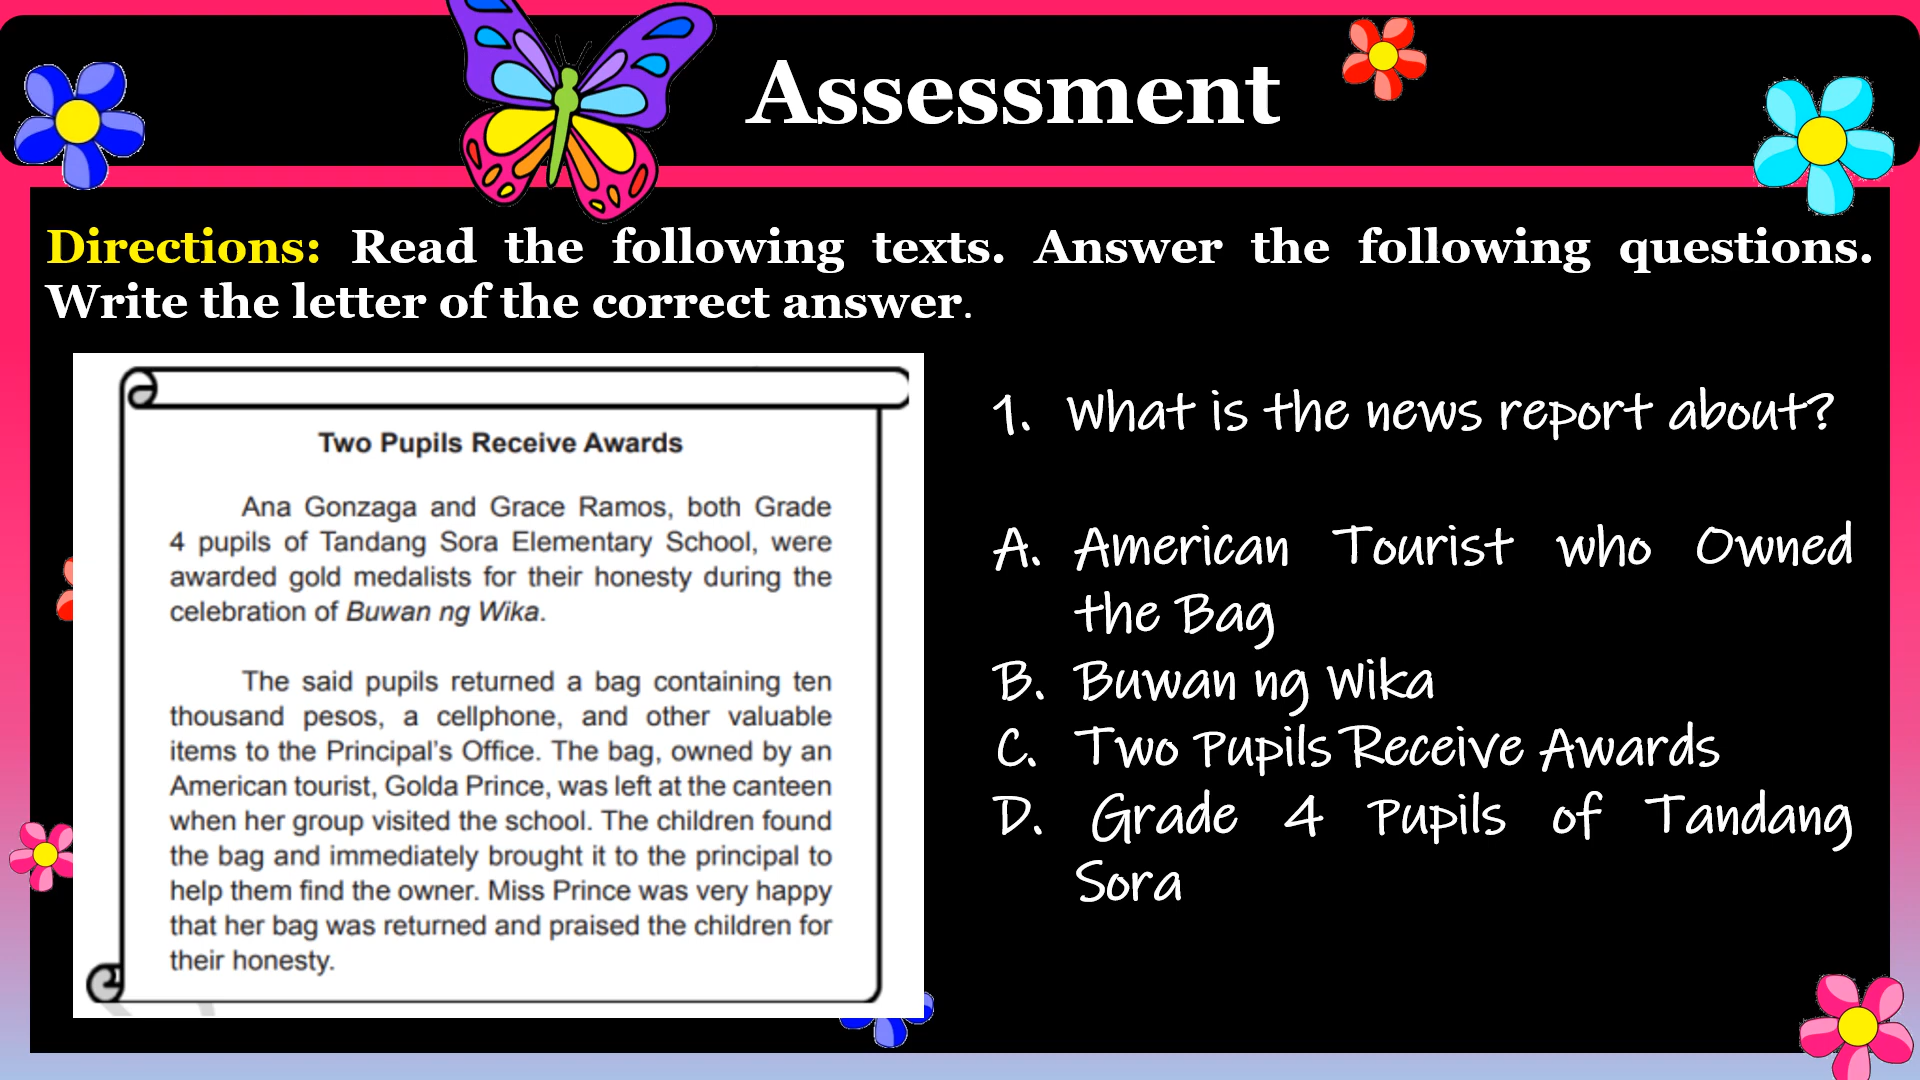 Assessment
Directions: Read the following texts. Answer the following questions.
Write the letter of the correct answer.
Two Pupils Receive Awards
Ana Gonzaga and Grace Ramos, both Grade
4 pupils of Tandang Sora Elementary School, were
awarded gold medalists for their honesty during the
celebration of Buwan ng Wika.
The said pupils returned a bag containing ten
thousand pesos, a cellphone, and other valuable
items to the Principal's Office. The bag, owned by an
American tourist, Golda Prince, was left at the canteen
when her group visited the school. The children found
the bag and immediately brought it to the principal to
help them find the owner. Miss Prince was very happy
that her bag was returned and praised the children for
their honesty.
1. What is the news report about?
A. American Tourist who Owned
the Bag
B. Buwan ng Wika
C. Two Pupils Receive Awards
D. Grade 4 Pupils of Tandang
Sora